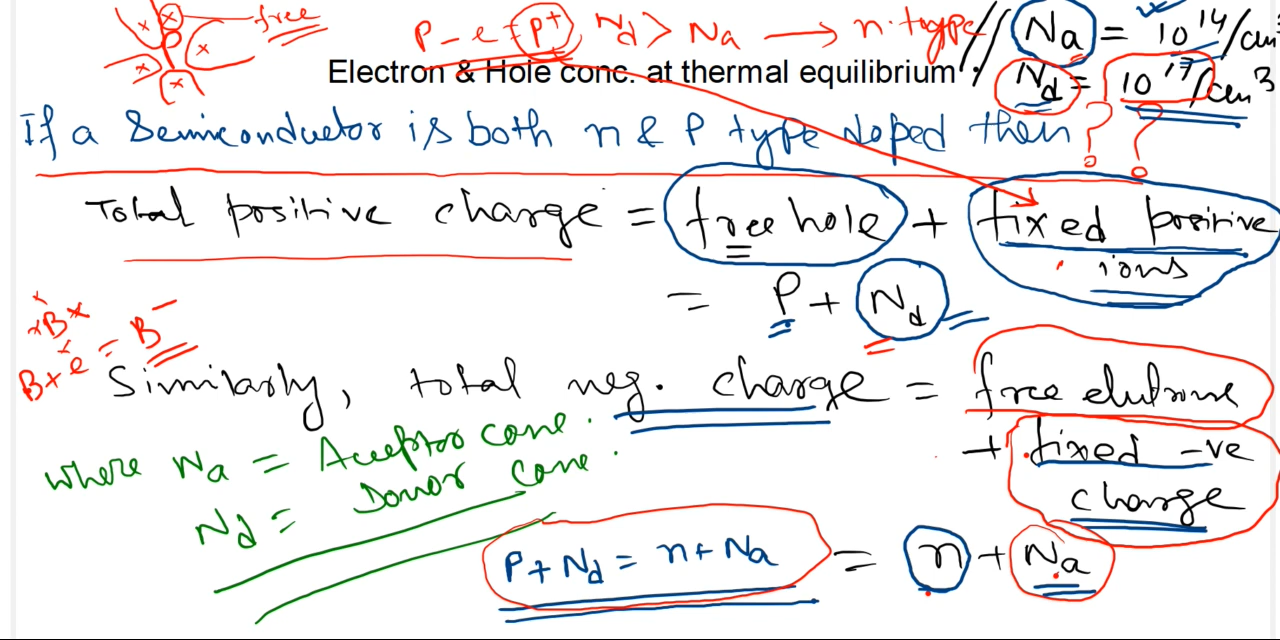 free
P - e = P+, Nd > Na → n-type // Na = 10^14/cm3
Electron & Hole conc. at thermal equilibrium
Nd = 10^17/cm3
If a Semiconductor is both n & P type doped then ??
Total positive charge = free hole + fixed positive
ions
= P + Nd
xBx
B + e = B-
Similarly, total neg. charge = free elutrons
+ fixed -ve
charge
where Na = Acceptor conc.
Nd = Donor conc.
P + Nd = n + Na = n + Na